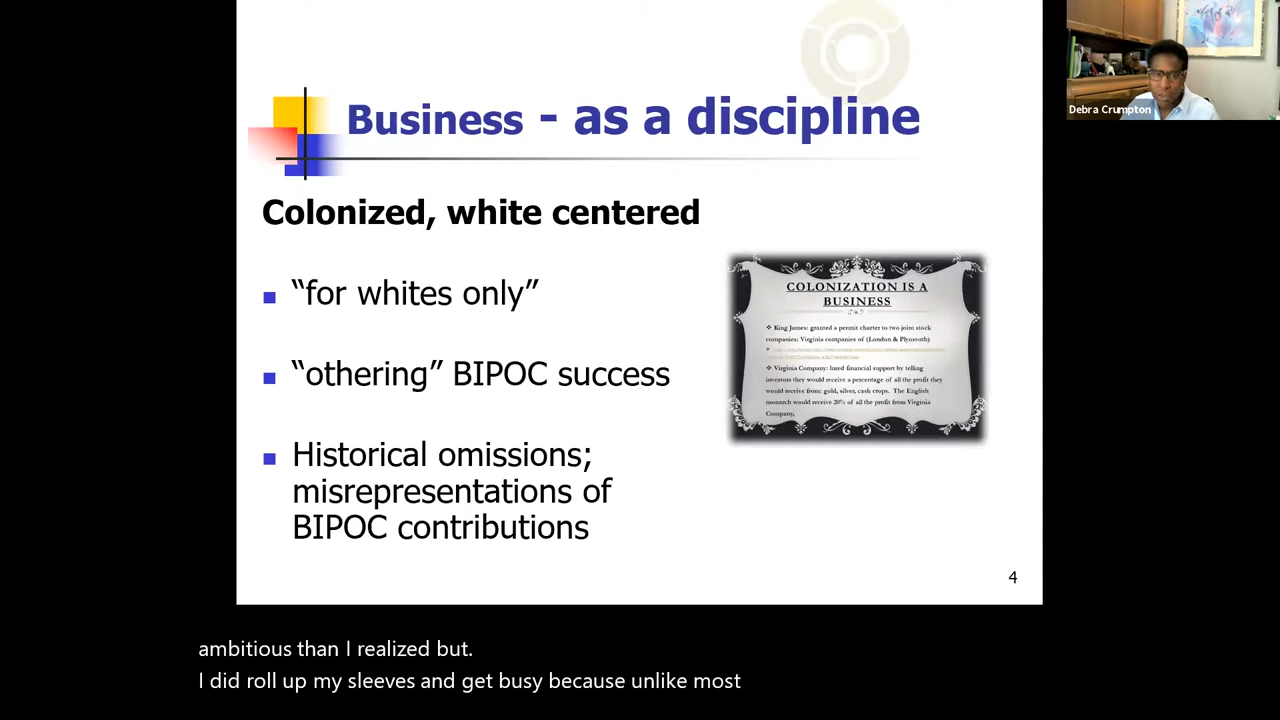 Business - as a discipline
Debra Crumpton
Colonized, white centered
■ “for whites only”
■ “othering” BIPOC success
■ Historical omissions;
misrepresentations of
BIPOC contributions
COLONIZATION IS A
BUSINESS
❖ King James: granted a permit charter to two joint stock
companies: Virginia companies of (London & Plymouth)
❖ Virginia Company: lured financial support by telling
investors they would receive a percentage of all the profit they
would receive from: gold, silver, cash crops. The English
monarch would receive 20% of all the profit from Virginia
Company,
4
ambitious than I realized but.
I did roll up my sleeves and get busy because unlike most